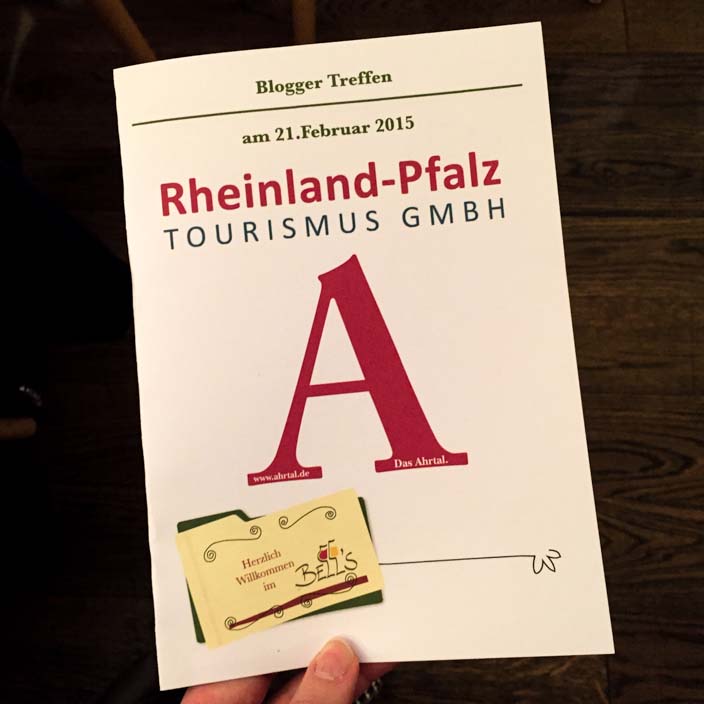 Blogger Treffen
am 21.Februar 2015
Rheinland-Pfalz
TOURISMUS GMBH
A
www.ahrtal.de
Das Ahrtal.
Herzlich
Willkommen
im
BELL'S